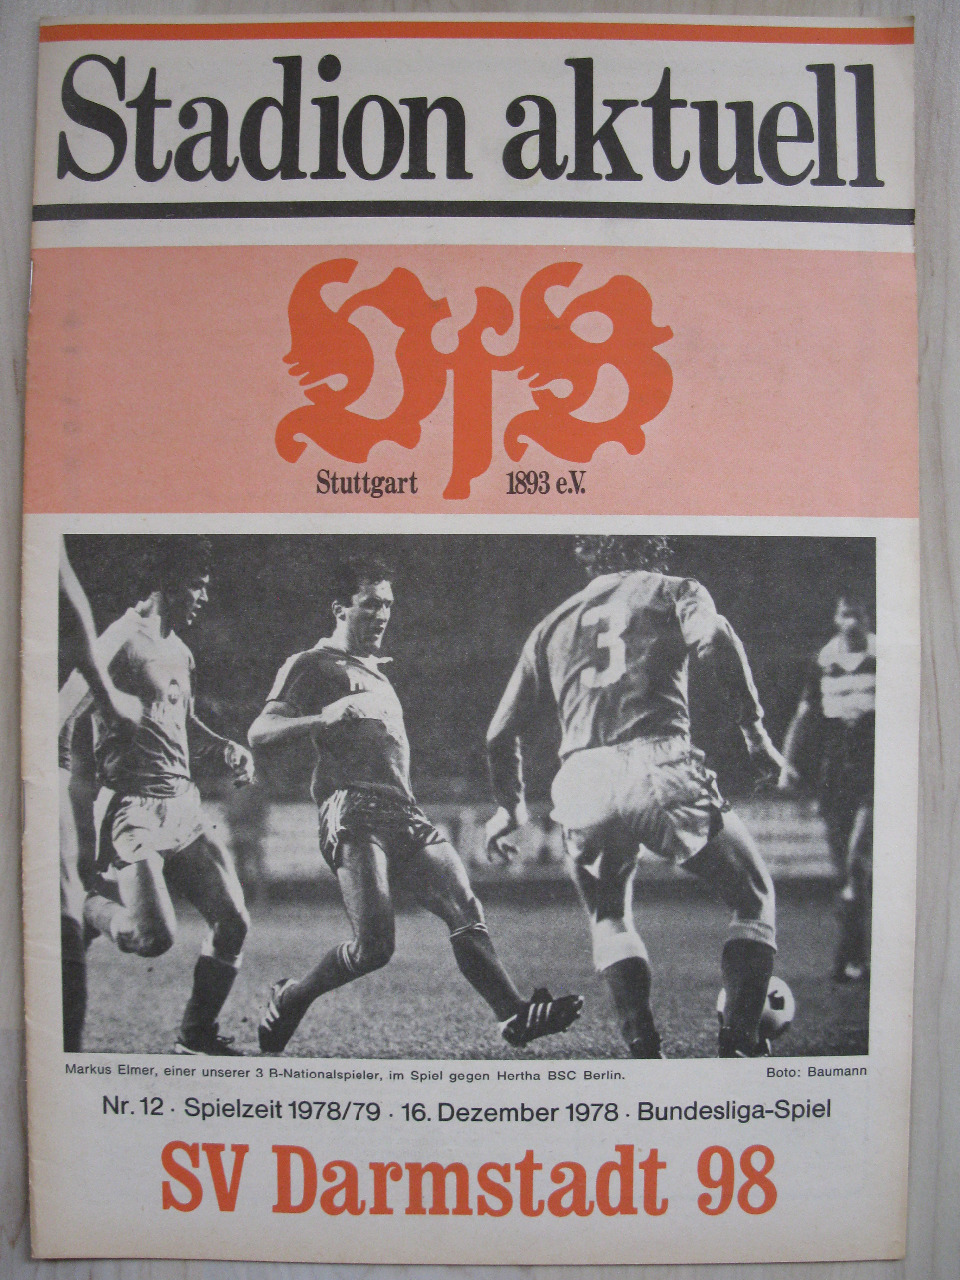 Stadion aktuell
VfB
Stuttgart 1893 e.V.
3
Markus Elmer, einer unserer 3 B-Nationalspieler, im Spiel gegen Hertha BSC Berlin. Boto: Baumann
Nr. 12 · Spielzeit 1978/79 · 16. Dezember 1978 · Bundesliga-Spiel
SV Darmstadt 98